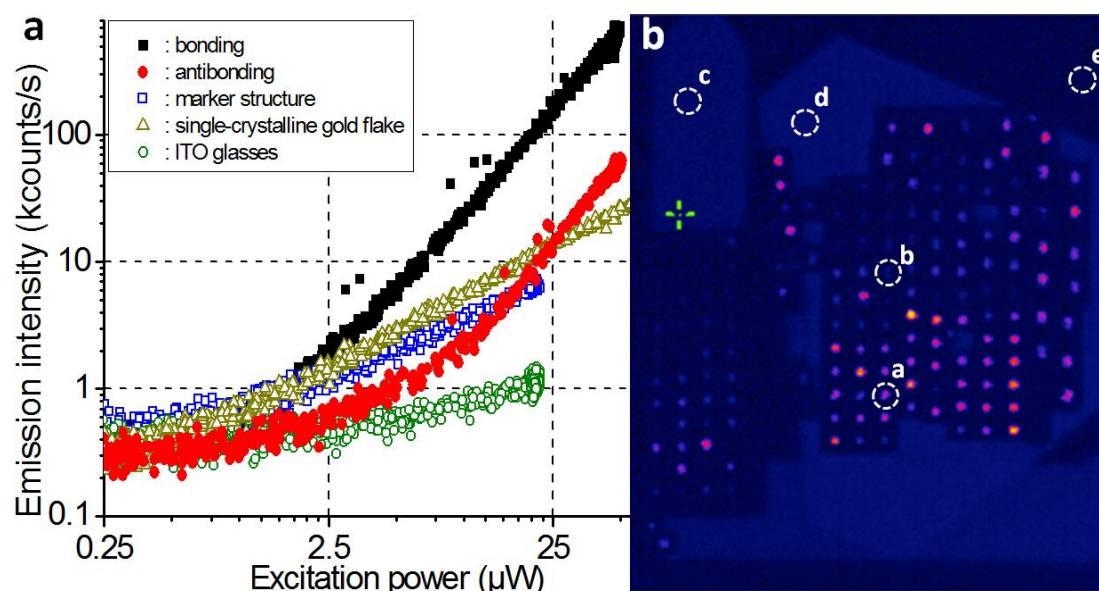 a
: bonding
: antibonding
: marker structure
: single-crystalline gold flake
: ITO glasses
Emission intensity (kcounts/s)
100
10
1
0.1
0.25
2.5
25
Excitation power (µW)
b
c
d
e
b
a